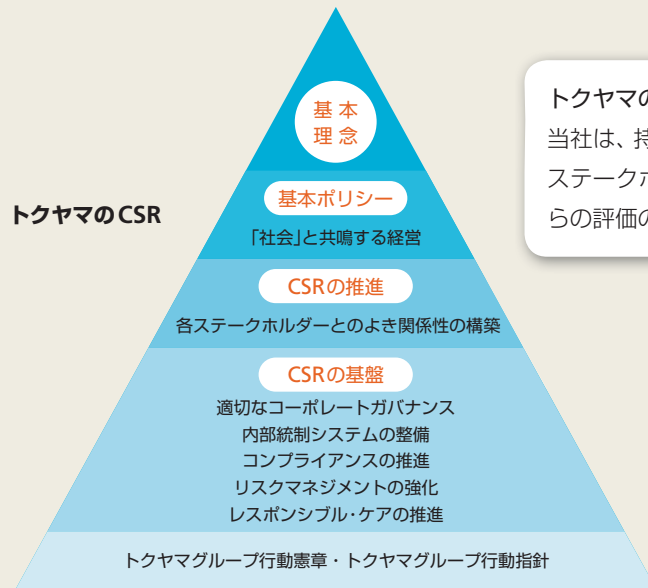 基本
理念
基本ポリシー
「社会」と共鳴する経営
トクヤマのCSR
CSRの推進
各ステークホルダーとのよき関係性の構築
CSRの基盤
適切なコーポレートガバナンス
内部統制システムの整備
コンプライアンスの推進
リスクマネジメントの強化
レスポンシブル・ケアの推進
トクヤマグループ行動憲章・トクヤマグループ行動指針
トクヤマの
当社は、持
ステークホ
らの評価の